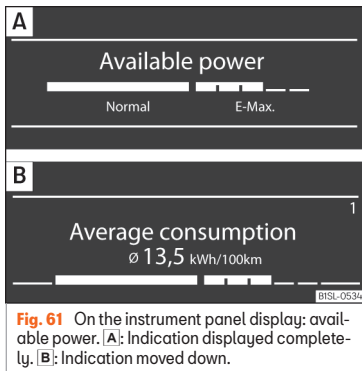 A
Available power
Normal E-Max.
B
1
Average consumption
ø 13,5 kWh/100km
B1SL-0534
Fig. 61 On the instrument panel display: avail-
able power. A: Indication displayed complete-
ly. B: Indication moved down.